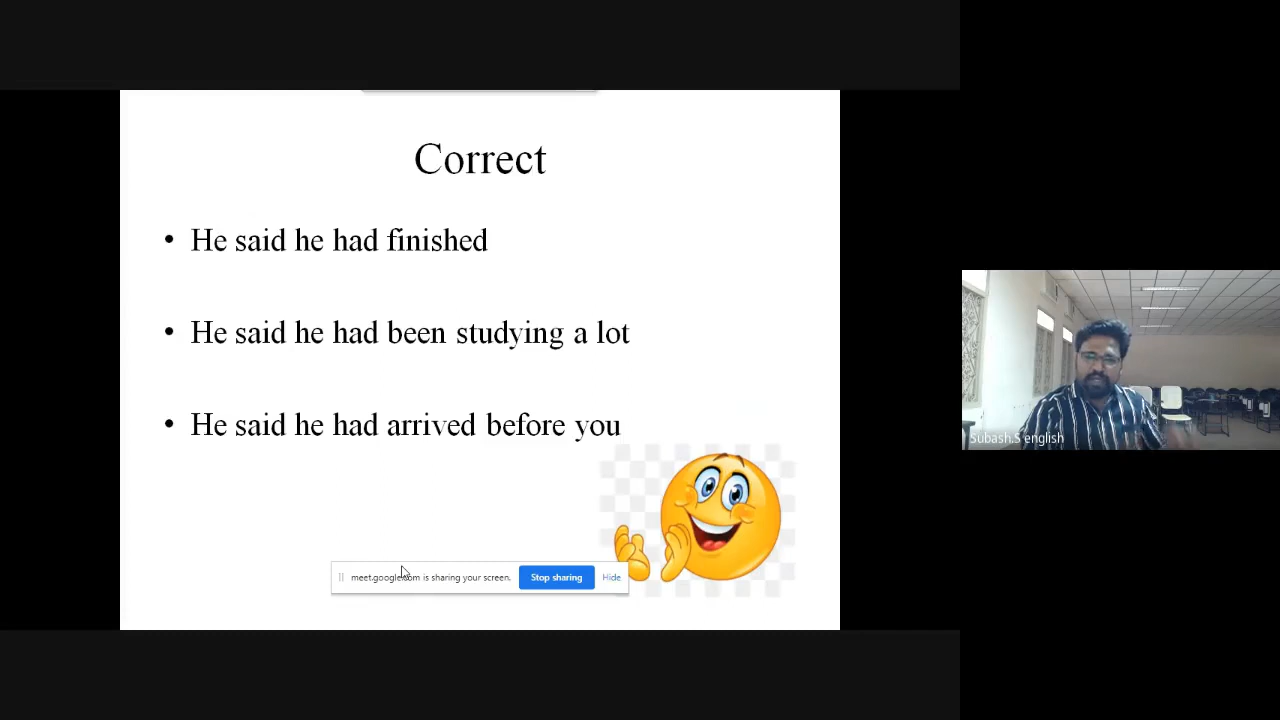 Correct
• He said he had finished
• He said he had been studying a lot
• He said he had arrived before you
meet.google.com is sharing your screen. Stop sharing Hide
Subash.S english